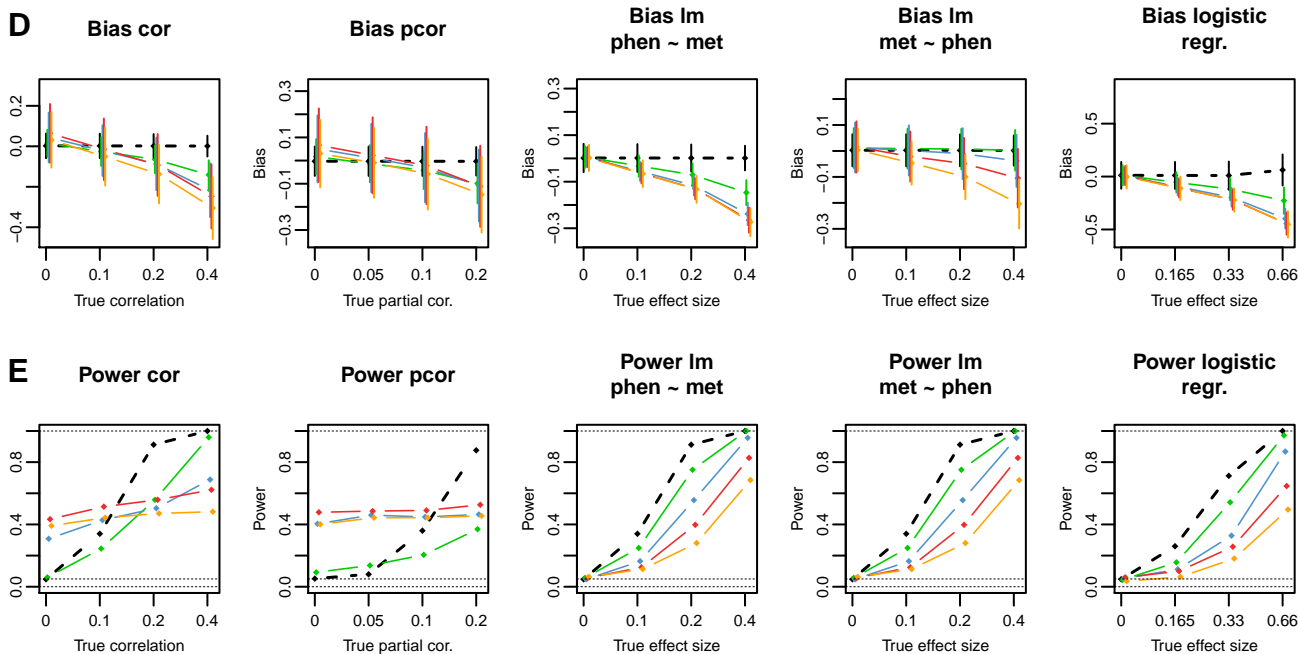 D
Bias cor
Bias pcor
Bias lm
phen ~ met
Bias lm
met ~ phen
Bias logistic
regr.
0.2
0.0
−0.4
0 0.1 0.2 0.4
True correlation
Bias
0.3
0.1
−0.1
−0.3
0 0.05 0.1 0.2
True partial cor.
Bias
0.3
0.1
−0.1
−0.3
0 0.1 0.2 0.4
True effect size
Bias
0.1
−0.1
−0.3
0 0.1 0.2 0.4
True effect size
Bias
0.5
0.0
−0.5
0 0.165 0.33 0.66
True effect size
E
Power cor
Power pcor
Power lm
phen ~ met
Power lm
met ~ phen
Power logistic
regr.
0.8
0.4
0.0
0 0.1 0.2 0.4
True correlation
Power
0.8
0.4
0.0
0 0.05 0.1 0.2
True partial cor.
Power
0.8
0.4
0.0
0 0.1 0.2 0.4
True effect size
Power
0.8
0.4
0.0
0 0.1 0.2 0.4
True effect size
Power
0.8
0.4
0.0
0 0.165 0.33 0.66
True effect size